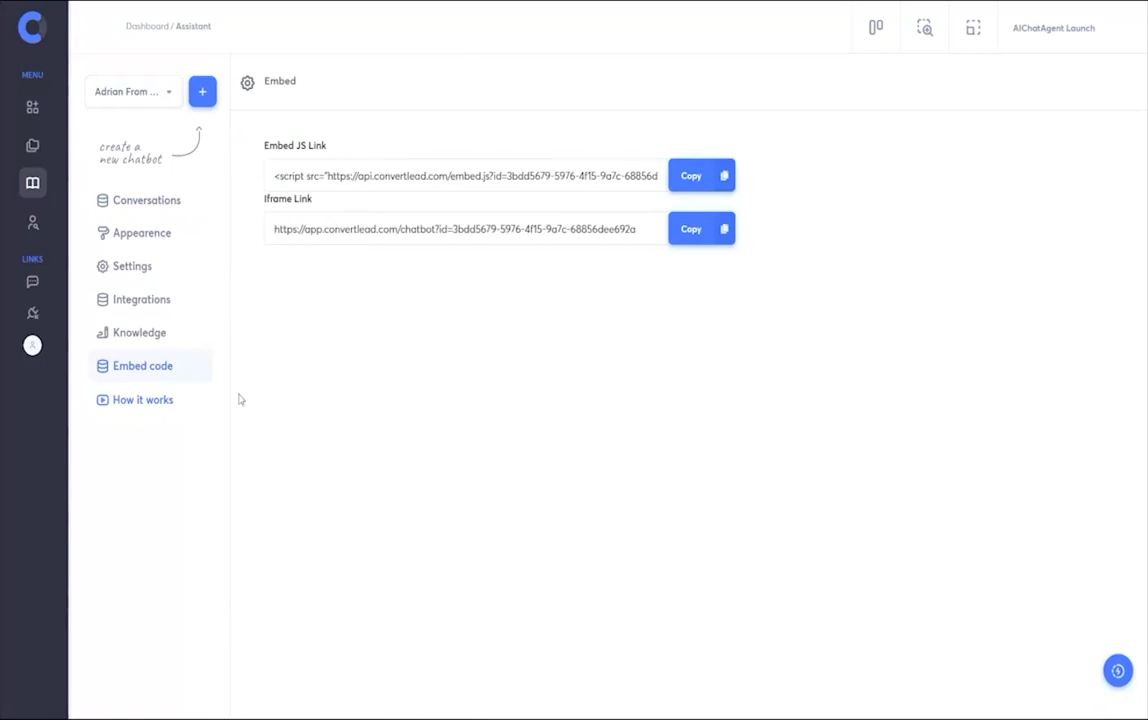 Dashboard / Assistant
AIChatAgent Launch
MENU
Adrian From ...
+
Embed
create a
new chatbot
Embed JS Link
<script src="https://api.convertlead.com/embed.js?id=3bdd5679-5976-4f15-9a7c-68856d
Copy
Iframe Link
https://app.convertlead.com/chatbot?id=3bdd5679-5976-4f15-9a7c-68856dee692a
Copy
Conversations
Appearence
LINKS
Settings
Integrations
Knowledge
Embed code
How it works